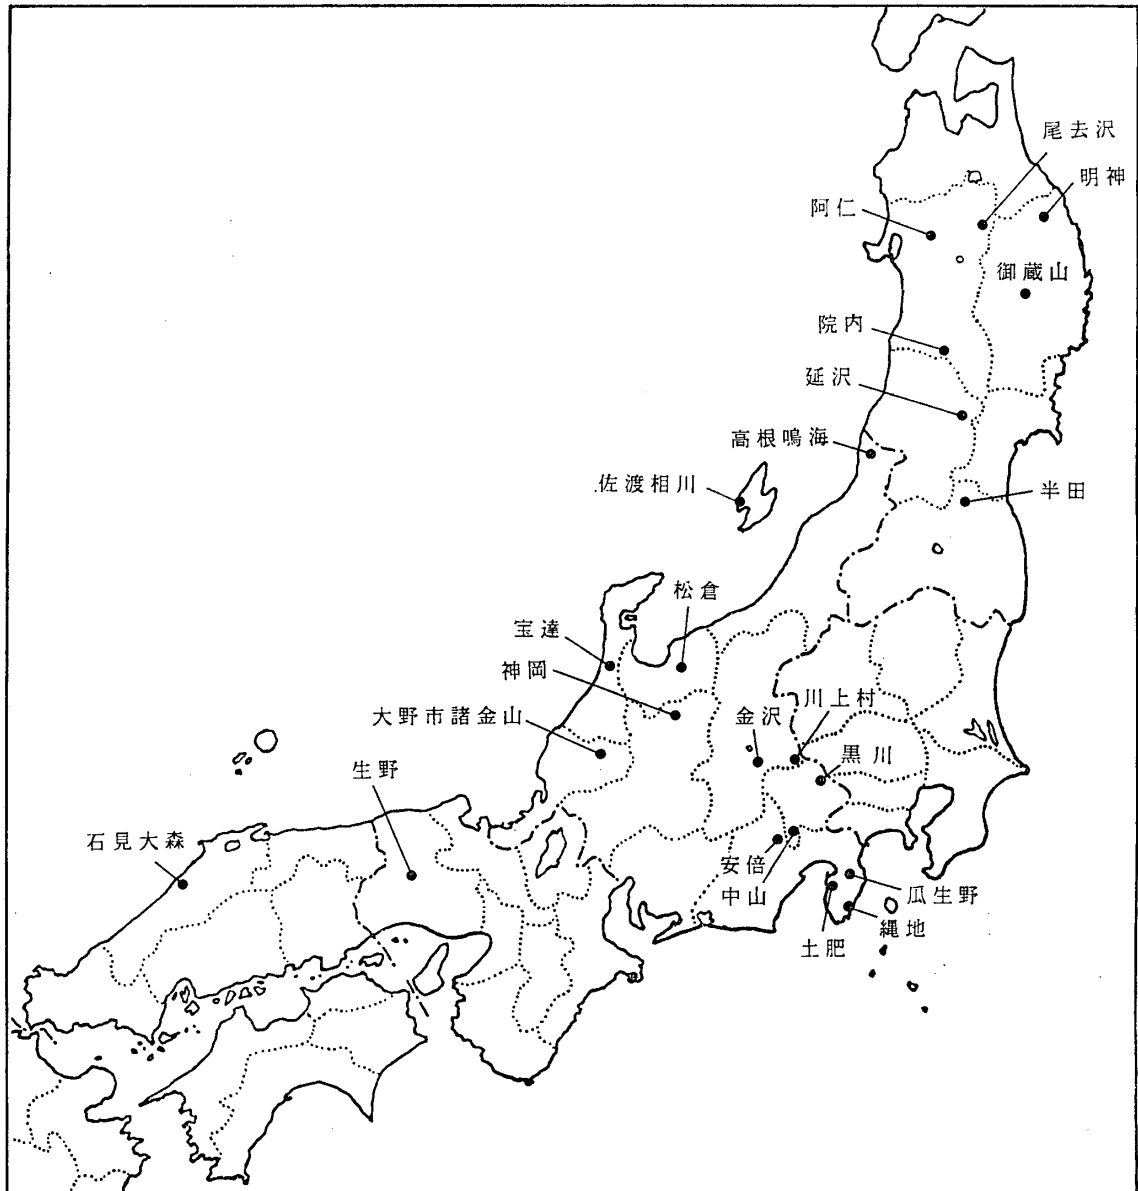 尾去沢
明神
阿仁
御蔵山
院内
延沢
高根鳴海
佐渡相川
半田
松倉
宝達
神岡
川上村
金沢
大野市諸金山
黒川
生野
石見大森
安倍
中山
瓜生野
縄地
土肥